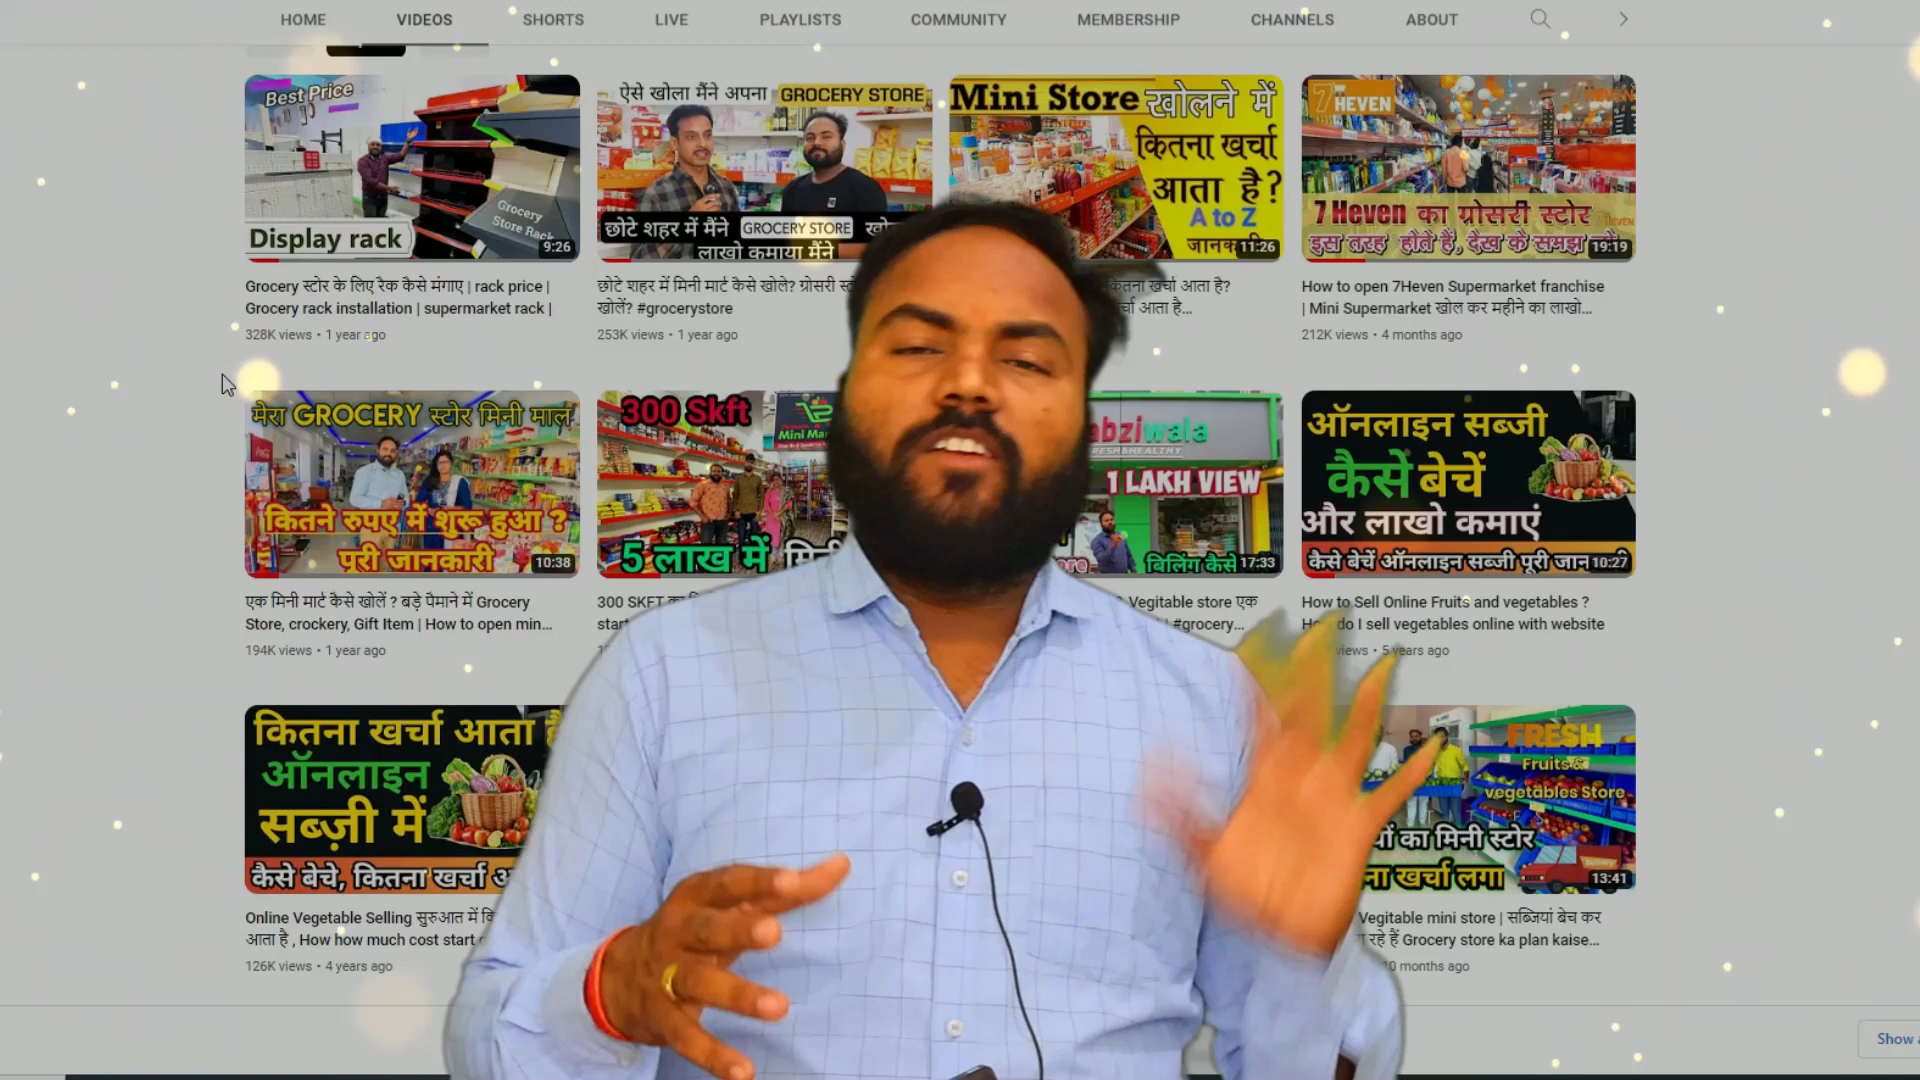 HOME VIDEOS SHORTS LIVE PLAYLISTS COMMUNITY MEMBERSHIP CHANNELS ABOUT
Best Price
Grocery
Store Rack
Display rack
9:26
ऐसे खोला मैंने अपना GROCERY STORE
छोटे शहर में मैंने GROCERY STORE
लाखो कमाया मैंने
Mini Store खोलने में
कितना खर्चा
आता है?
A to Z
11:26
7 HEVEN
7 Heven का ग्रोसरी स्टोर
इस तरह होते हैं, देख के समझ
19:19
Grocery स्टोर के लिए रैक कैसे मंगाए | rack price |
Grocery rack installation | supermarket rack |
328K views • 1 year ago
छोटे शहर में मिनी मार्ट कैसे खोले? ग्रोसरी
खोलें? #grocerystore
253K views • 1 year ago
खर्चा आता है?
आता है...
How to open 7Heven Supermarket franchise
| Mini Supermarket खोल कर महीने का लाखो...
212K views • 4 months ago
मेरा GROCERY स्टोर मिनी माल
कितने रुपए में शुरू हुआ ?
पूरी जानकारी
10:38
300 Skft
5 लाख में
FRESH&HEALTHY
1 LAKH VIEW
बिलिंग कैसे
17:33
ऑनलाइन सब्जी
कैसे बेचें
और लाखो कमाएं
कैसे बेचें ऑनलाइन सब्जी पूरी
10:27
एक मिनी मार्ट कैसे खोलें ? बड़े पैमाने में Grocery
Store, crockery, Gift Item | How to open min...
194K views • 1 year ago
300 SKFT
Vegitable store एक
#grocery...
How to Sell Online Fruits and vegetables ?
do I sell vegetables online with website
views • 5 years ago
कितना खर्चा आता
ऑनलाइन
सब्ज़ी में
कैसे बेचे, कितना खर्चा
FRESH
Fruits &
vegetables Store
का मिनी स्टोर
खर्चा लगा
13:41
Online Vegetable Selling सुरुआत में
आता है , How how much cost start
126K views • 4 years ago
Vegitable mini store | सब्जियां बेच कर
रहे हैं Grocery store ka plan kaise...
10 months ago
Show